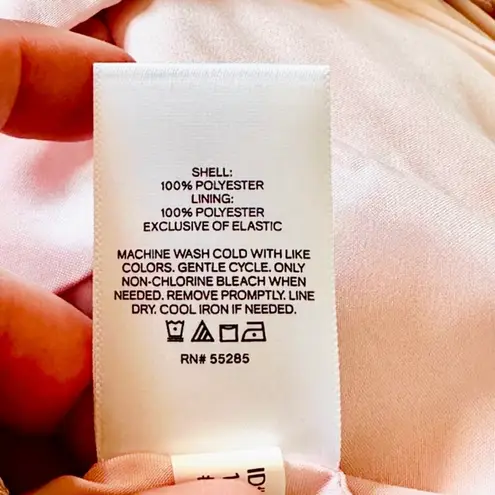 SHELL:
100% POLYESTER
LINING:
100% POLYESTER
EXCLUSIVE OF ELASTIC
MACHINE WASH COLD WITH LIKE
COLORS. GENTLE CYCLE. ONLY
NON-CHLORINE BLEACH WHEN
NEEDED. REMOVE PROMPTLY. LINE
DRY. COOL IRON IF NEEDED.
RN# 55285